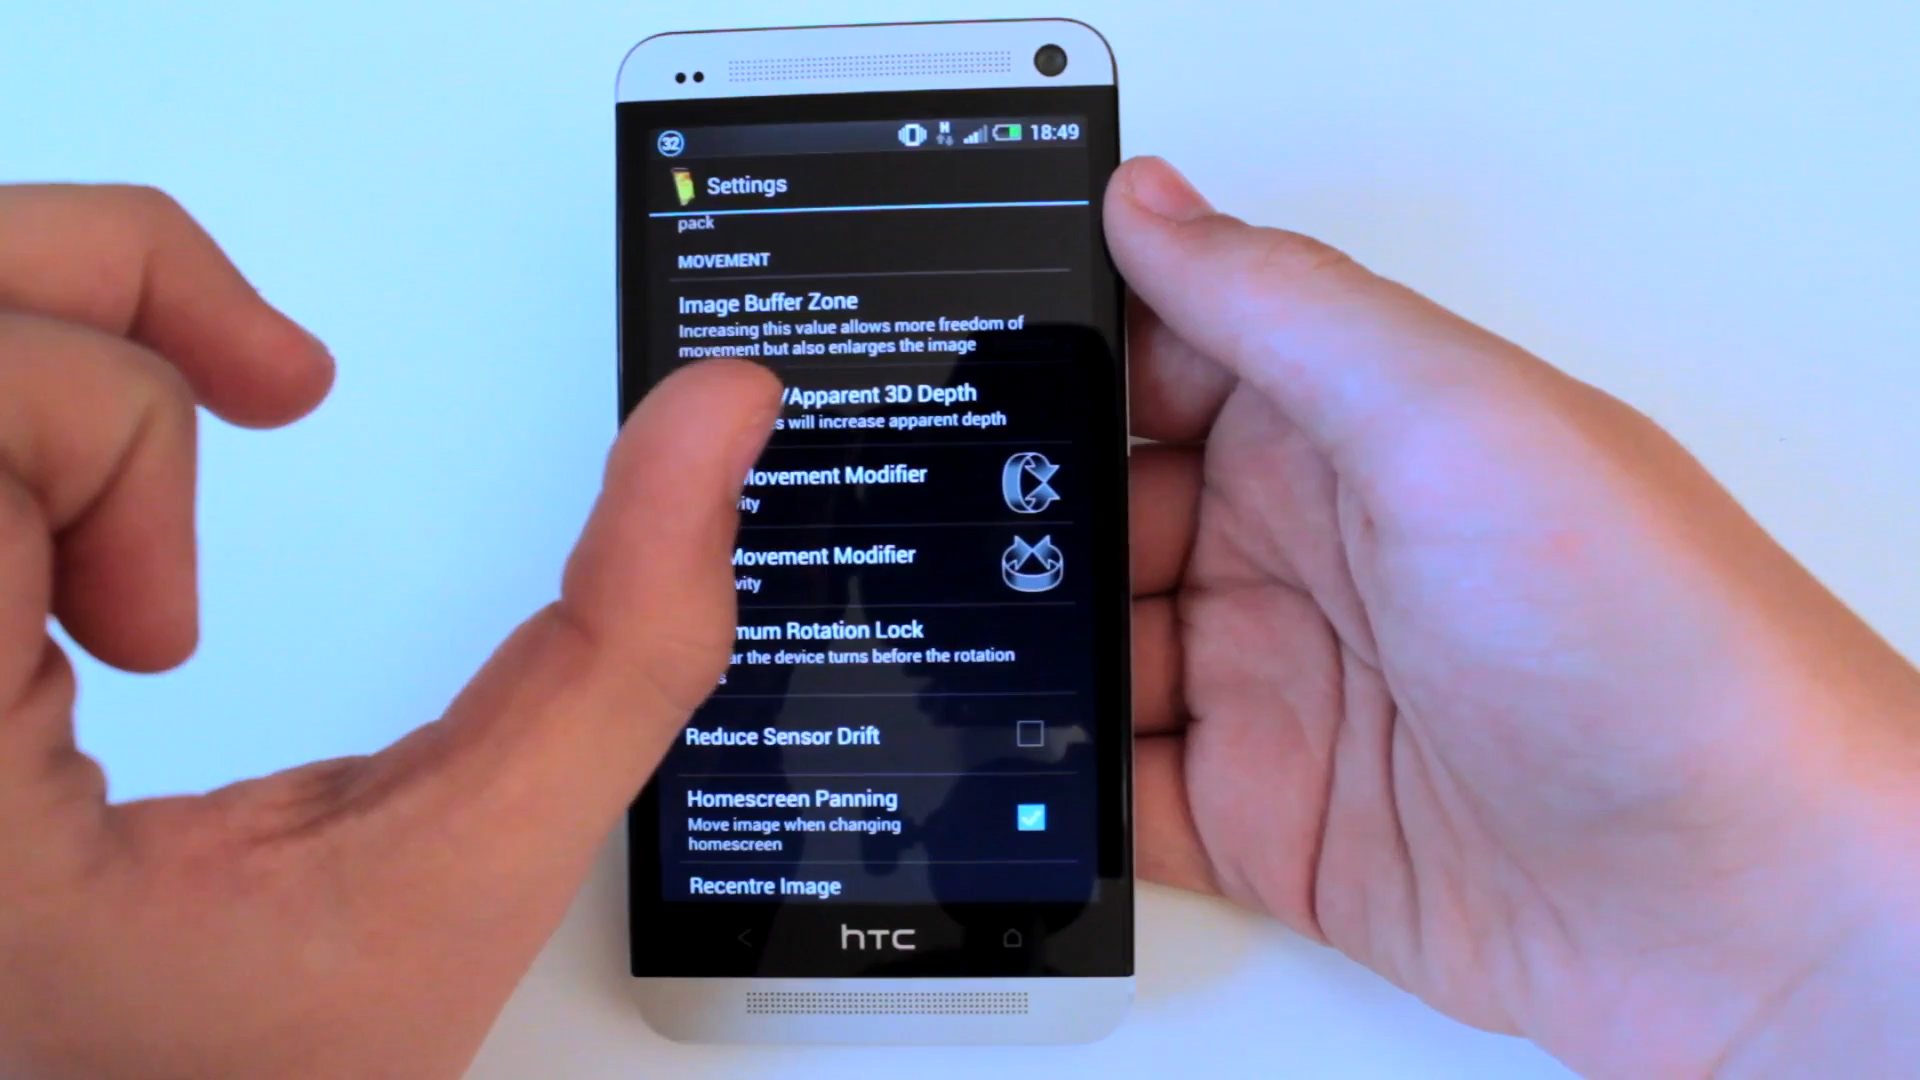 32 H 18:49
Settings
pack
MOVEMENT
Image Buffer Zone
Increasing this value allows more freedom of
movement but also enlarges the image
/Apparent 3D Depth
will increase apparent depth
Movement Modifier
Movement Modifier
Rotation Lock
the device turns before the rotation
Reduce Sensor Drift
Homescreen Panning
Move image when changing
homescreen
Recentre Image
hTC